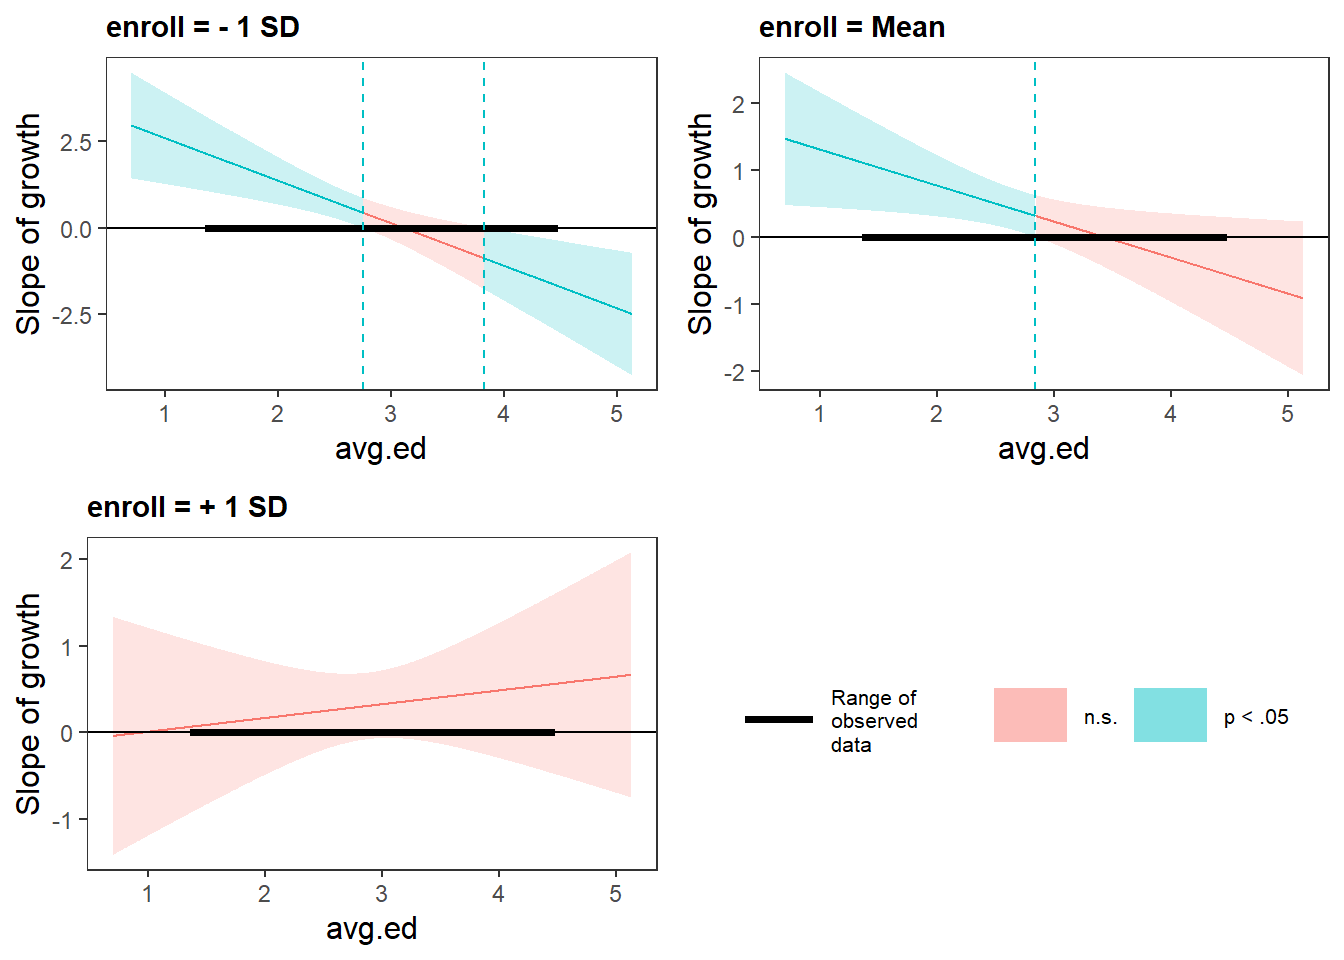 enroll = - 1 SD
Slope of growth
2.5
0.0
-2.5
1 2 3 4 5
avg.ed
enroll = Mean
Slope of growth
2
1
0
-1
-2
1 2 3 4 5
avg.ed
enroll = + 1 SD
Slope of growth
2
1
0
-1
1 2 3 4 5
avg.ed
Range of
observed
data
n.s.
p < .05